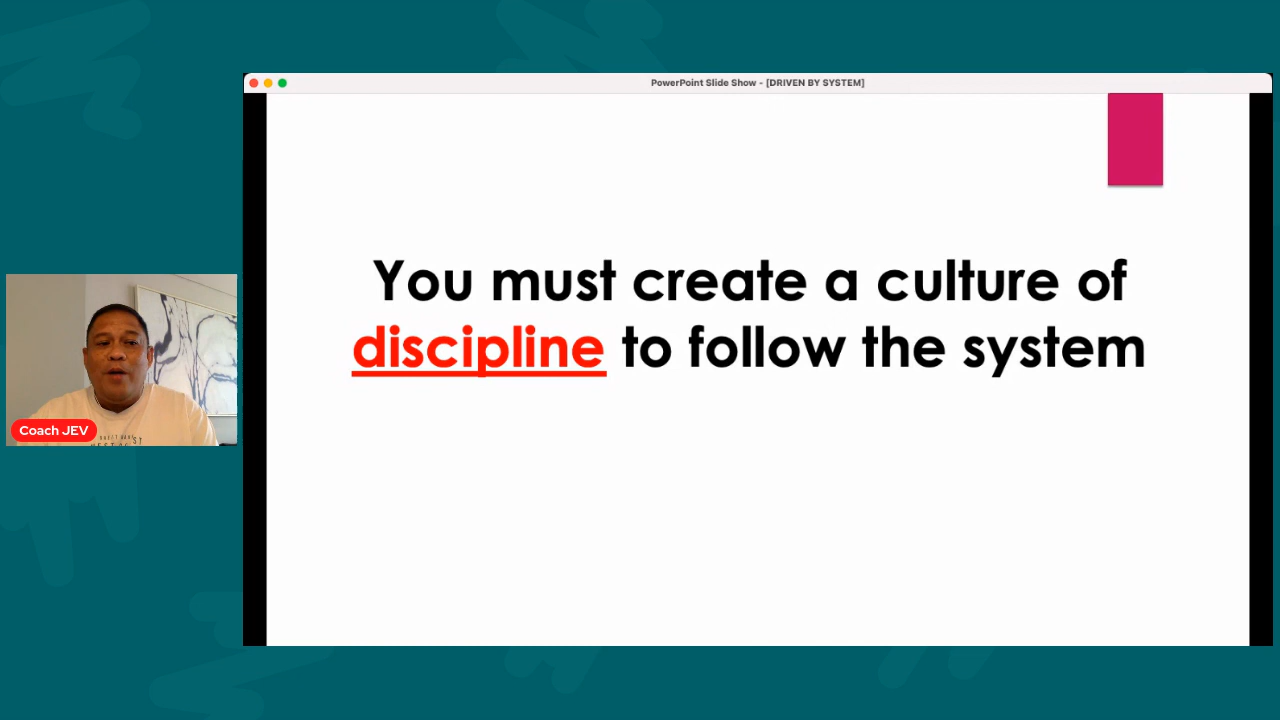 PowerPoint Slide Show - [DRIVEN BY SYSTEM]
You must create a culture of
discipline to follow the system
Coach JEV